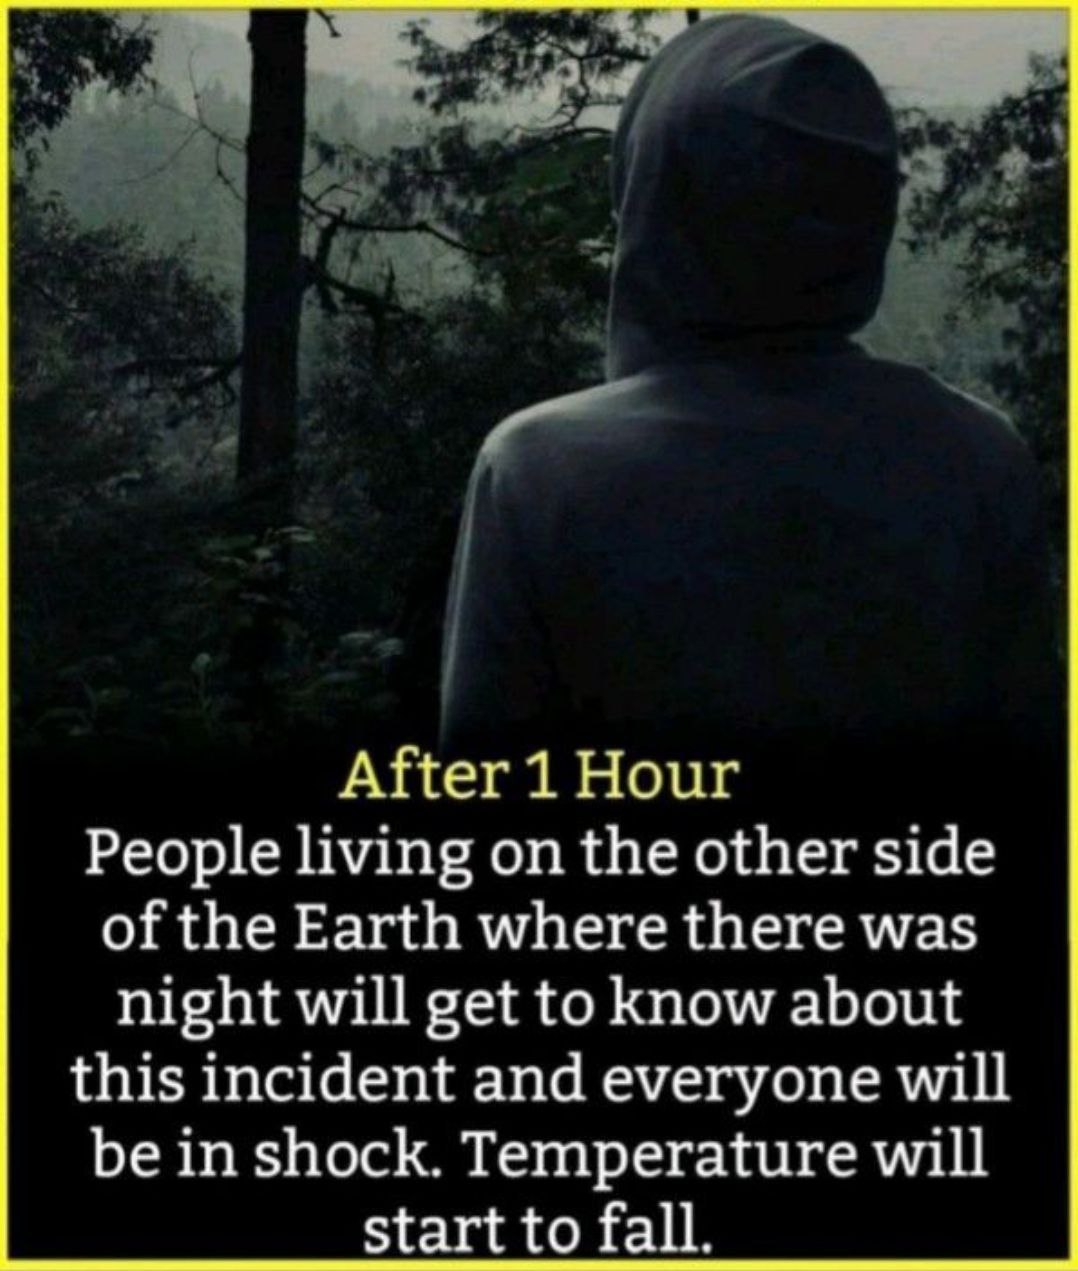 After 1 Hour
People living on the other side
of the Earth where there was
night will get to know about
this incident and everyone will
be in shock. Temperature will
start to fall.